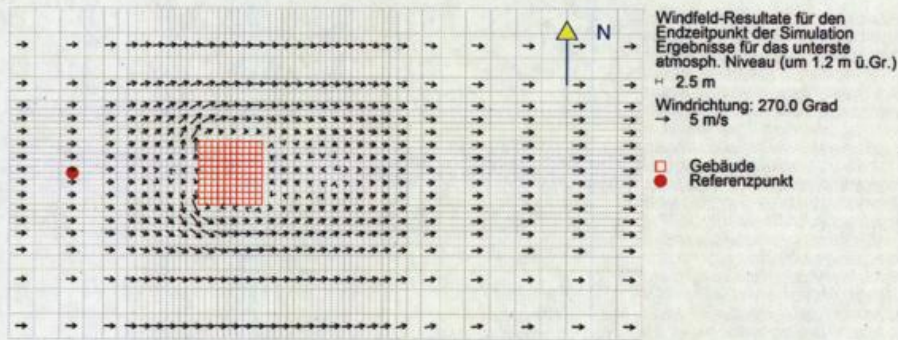 N
Windfeld-Resultate für den
Endzeitpunkt der Simulation
Ergebnisse für das unterste
atmosph. Niveau (um 1.2 m ü.Gr.)
2.5 m
Windrichtung: 270.0 Grad
5 m/s
Gebäude
Referenzpunkt